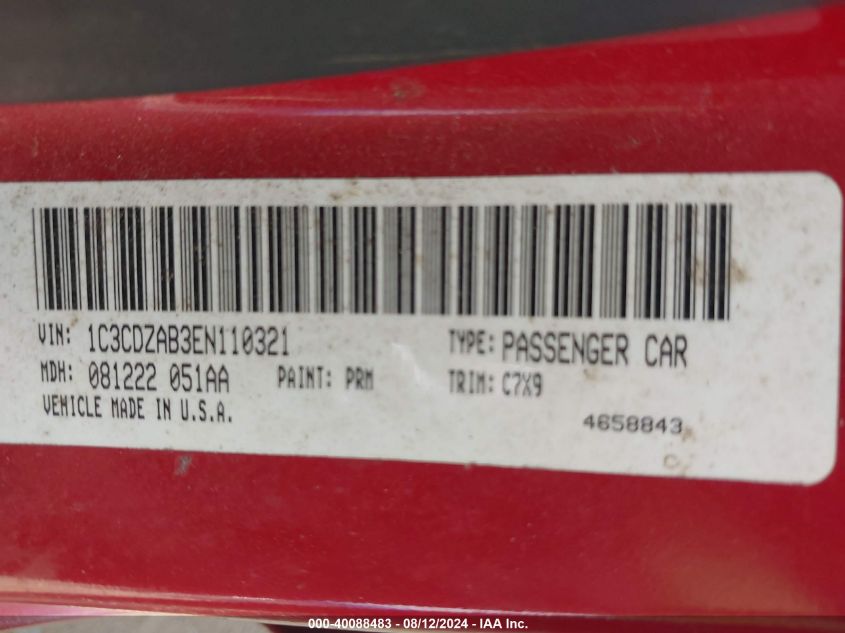 VIN: 1C3CDZAB3EN110321 TYPE: PASSENGER CAR
MDH: 081222 051AA PAINT: PRM TRIM: C7X9
VEHICLE MADE IN U.S.A. 4658843
000-40088483 - 08/12/2024 - IAA Inc.